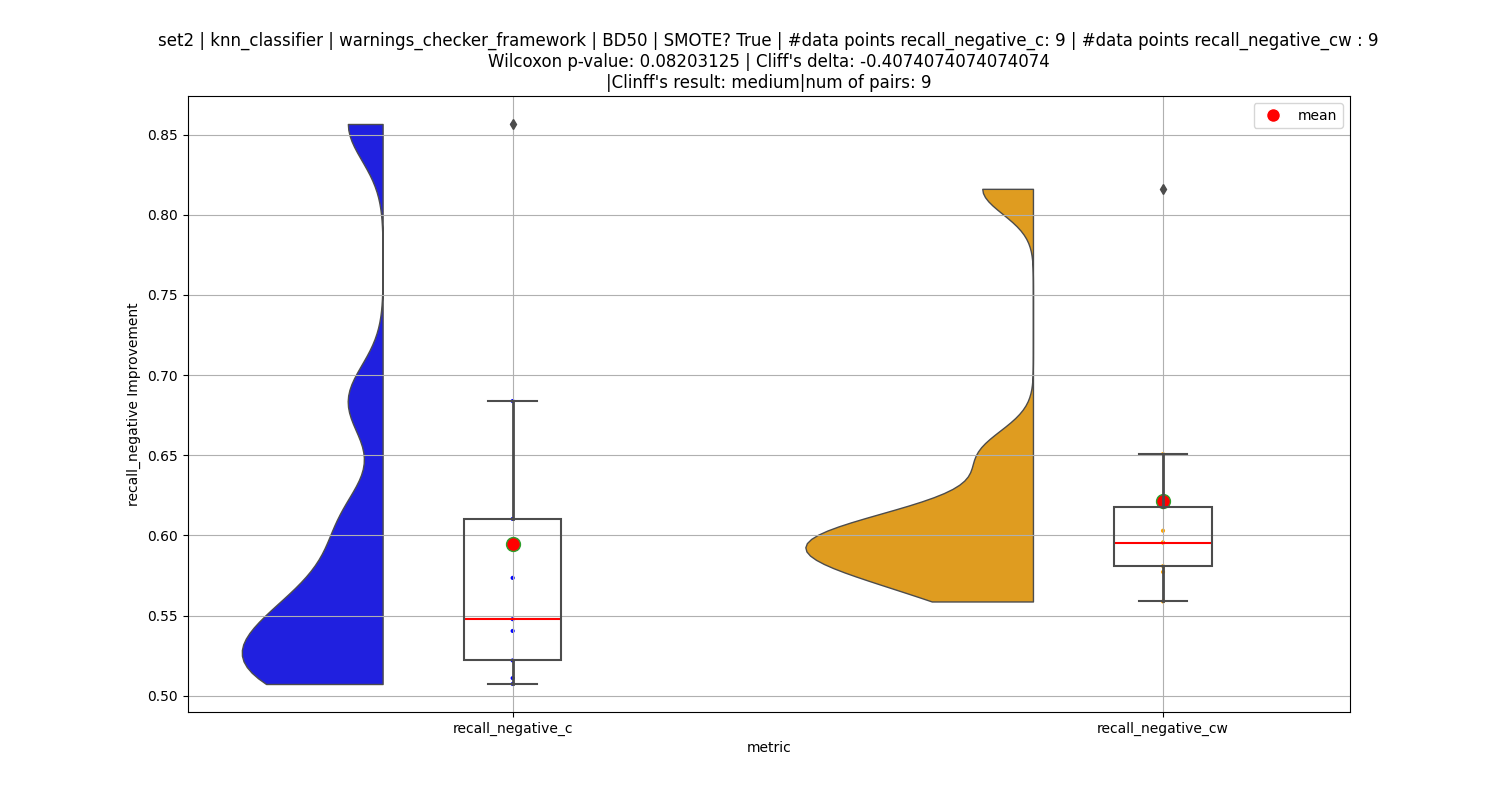 set2 | knn_classifier | warnings_checker_framework | BD50 | SMOTE? True | #data points recall_negative_c: 9 | #data points recall_negative_cw : 9
Wilcoxon p-value: 0.08203125 | Cliff's delta: -0.4074074074074074
|Clinff's result: medium|num of pairs: 9
mean
0.85
0.80
0.75
0.70
0.65
0.60
0.55
0.50
recall_negative Improvement
recall_negative_c
recall_negative_cw
metric